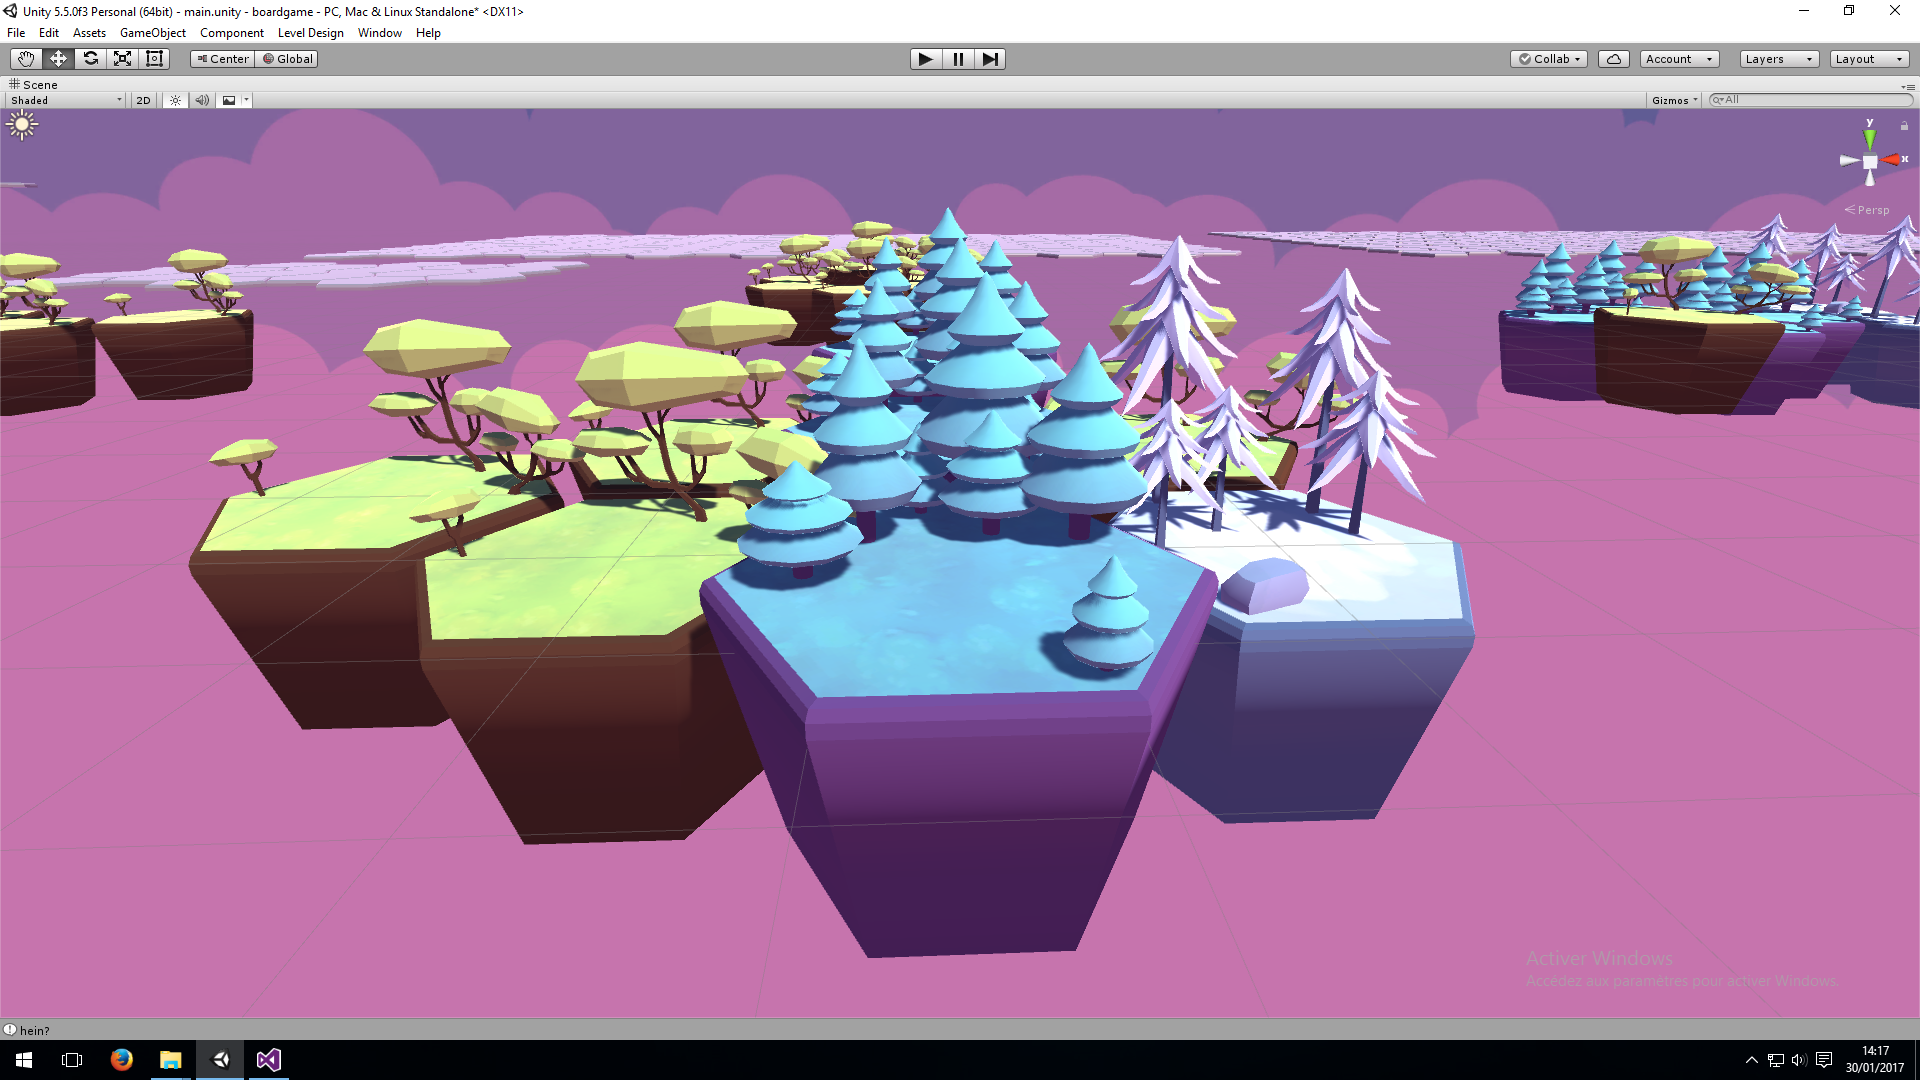 Unity 5.5.0f3 Personal (64bit) - main.unity - boardgame - PC, Mac & Linux Standalone* <DX11>
File Edit Assets GameObject Component Level Design Window Help
Center Global Collab Account Layers Layout
Scene
Shaded 2D Gizmos All
y
x
Persp
Activer Windows
Accédez aux paramètres pour activer Windows.
hein?
14:17
30/01/2017